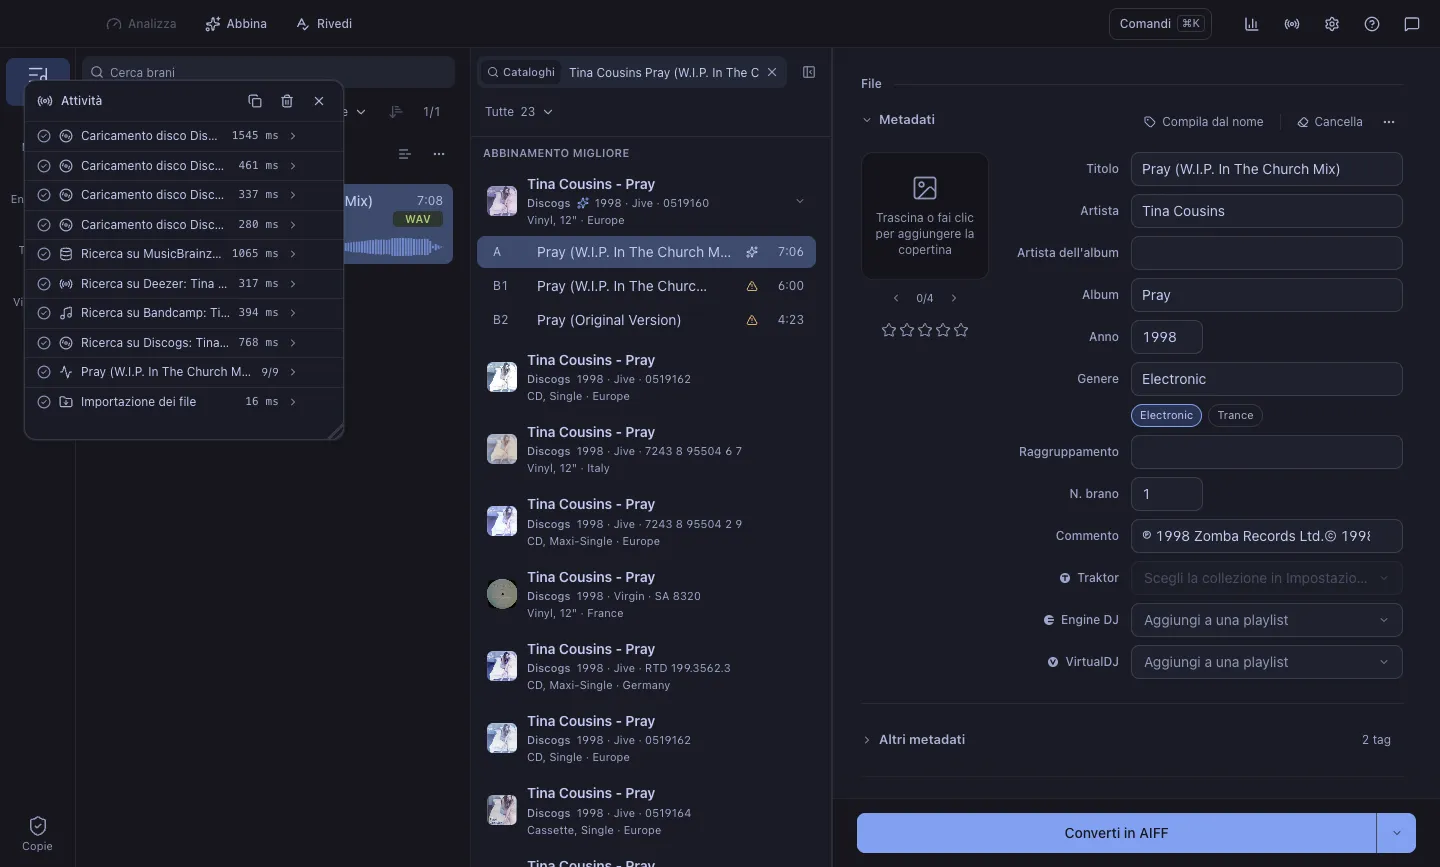 Analizza
Abbina
Rivedi
Comandi ⌘K
Cerca brani
1/1
Attività
Caricamento disco Dis... 1545 ms
Caricamento disco Disc... 461 ms
Caricamento disco Disc... 337 ms
Caricamento disco Disc... 280 ms
Ricerca su MusicBrainz... 1065 ms
Ricerca su Deezer: Tina ... 317 ms
Ricerca su Bandcamp: Ti... 394 ms
Ricerca su Discogs: Tina... 768 ms
Pray (W.I.P. In The Church M... 9/9
Importazione dei file 16 ms
Mix) 7:08
WAV
Copie
Cataloghi Tina Cousins Pray (W.I.P. In The C
Tutte 23
ABBINAMENTO MIGLIORE
Tina Cousins - Pray
Discogs 1998 · Jive · 0519160
Vinyl, 12" · Europe
A Pray (W.I.P. In The Church M... 7:06
B1 Pray (W.I.P. In The Churc... 6:00
B2 Pray (Original Version) 4:23
Tina Cousins - Pray
Discogs 1998 · Jive · 0519162
CD, Single · Europe
Tina Cousins - Pray
Discogs 1998 · Jive · 7243 8 95504 6 7
Vinyl, 12" · Italy
Tina Cousins - Pray
Discogs 1998 · Jive · 7243 8 95504 2 9
CD, Maxi-Single · Europe
Tina Cousins - Pray
Discogs 1998 · Virgin · SA 8320
Vinyl, 12" · France
Tina Cousins - Pray
Discogs 1998 · Jive · RTD 199.3562.3
CD, Maxi-Single · Germany
Tina Cousins - Pray
Discogs 1998 · Jive · 0519162
CD, Single · Europe
Tina Cousins - Pray
Discogs 1998 · Jive · 0519164
Cassette, Single · Europe
Tina Cousins - Pray
File
Metadati
Compila dal nome
Cancella
Trascina o fai clic
per aggiungere la
copertina
0/4
Titolo Pray (W.I.P. In The Church Mix)
Artista Tina Cousins
Artista dell'album
Album Pray
Anno 1998
Genere Electronic
Electronic Trance
Raggruppamento
N. brano 1
Commento ℗ 1998 Zomba Records Ltd.© 1998
Traktor Scegli la collezione in Impostazio...
Engine DJ Aggiungi a una playlist
VirtualDJ Aggiungi a una playlist
Altri metadati 2 tag
Converti in AIFF